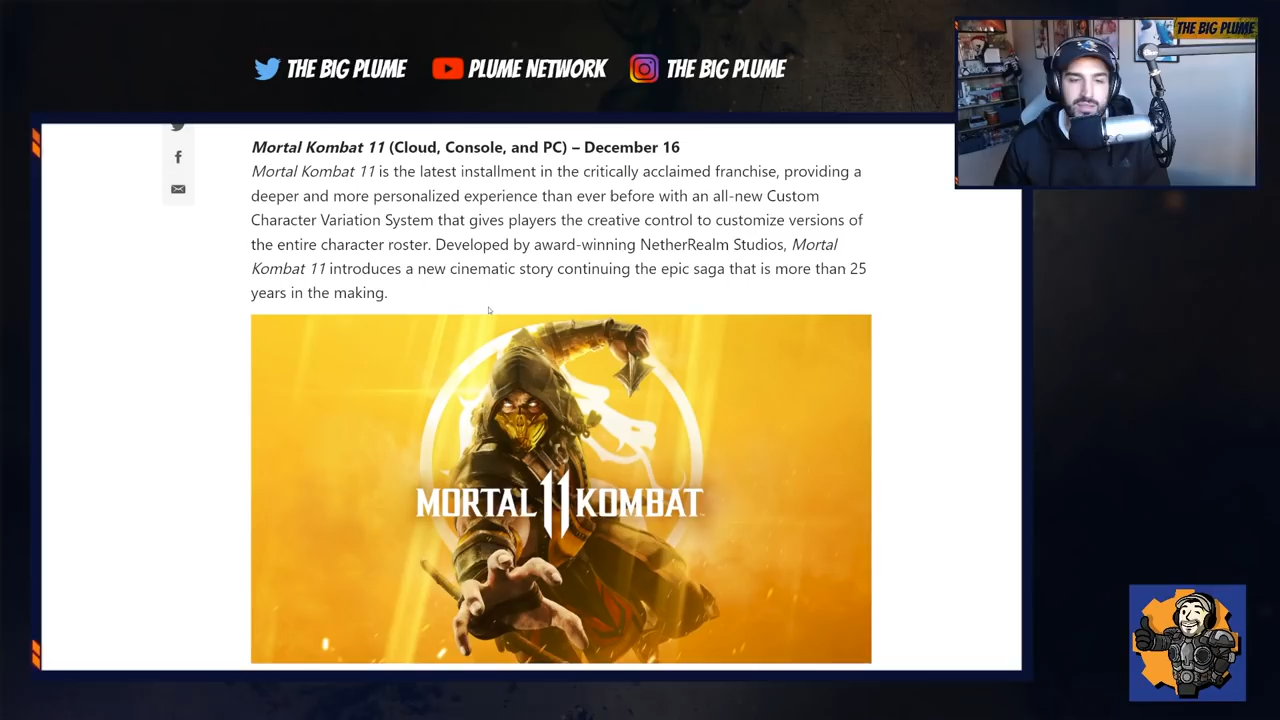 THE BIG PLUME
PLUME NETWORK
THE BIG PLUME
THE BIG PLUME
Mortal Kombat 11 (Cloud, Console, and PC) – December 16
Mortal Kombat 11 is the latest installment in the critically acclaimed franchise, providing a
deeper and more personalized experience than ever before with an all-new Custom
Character Variation System that gives players the creative control to customize versions of
the entire character roster. Developed by award-winning NetherRealm Studios, Mortal
Kombat 11 introduces a new cinematic story continuing the epic saga that is more than 25
years in the making.
MORTAL 11 KOMBAT